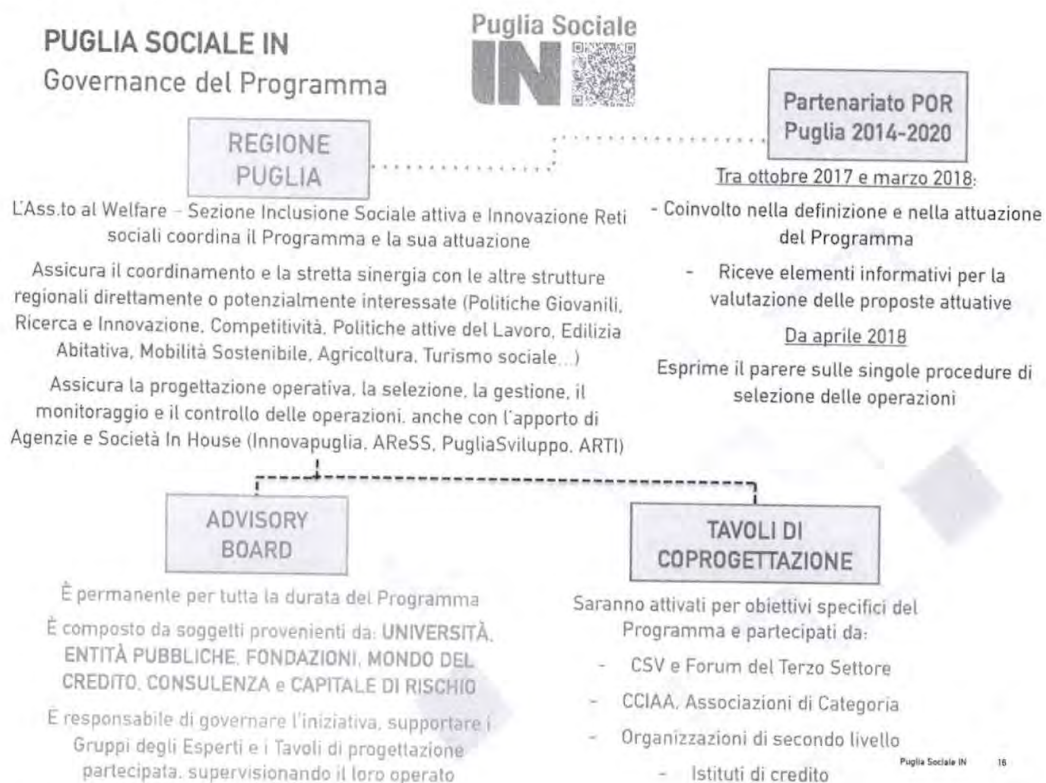 PUGLIA SOCIALE IN
Governance del Programma
Puglia Sociale
IN
REGIONE
PUGLIA
L'Ass.to al Welfare – Sezione Inclusione Sociale attiva e Innovazione Reti
sociali coordina il Programma e la sua attuazione
Assicura il coordinamento e la stretta sinergia con le altre strutture
regionali direttamente o potenzialmente interessate (Politiche Giovanili,
Ricerca e Innovazione, Competitività, Politiche attive del Lavoro, Edilizia
Abitativa, Mobilità Sostenibile, Agricoltura, Turismo sociale...)
Assicura la progettazione operativa, la selezione, la gestione, il
monitoraggio e il controllo delle operazioni, anche con l'apporto di
Agenzie e Società In House (Innovapuglia, AReSS, PugliaSviluppo, ARTI)
Partenariato POR
Puglia 2014-2020
Tra ottobre 2017 e marzo 2018:
- Coinvolto nella definizione e nella attuazione
del Programma
- Riceve elementi informativi per la
valutazione delle proposte attuative
Da aprile 2018
Esprime il parere sulle singole procedure di
selezione delle operazioni
ADVISORY
BOARD
È permanente per tutta la durata del Programma
È composto da soggetti provenienti da: UNIVERSITÀ,
ENTITÀ PUBBLICHE, FONDAZIONI, MONDO DEL
CREDITO, CONSULENZA e CAPITALE DI RISCHIO
È responsabile di governare l'iniziativa, supportare i
Gruppi degli Esperti e i Tavoli di progettazione
partecipata, supervisionando il loro operato
TAVOLI DI
COPROGETTAZIONE
Saranno attivati per obiettivi specifici del
Programma e partecipati da:
- CSV e Forum del Terzo Settore
- CCIAA, Associazioni di Categoria
- Organizzazioni di secondo livello
- Istituti di credito
Puglia Sociale IN 16